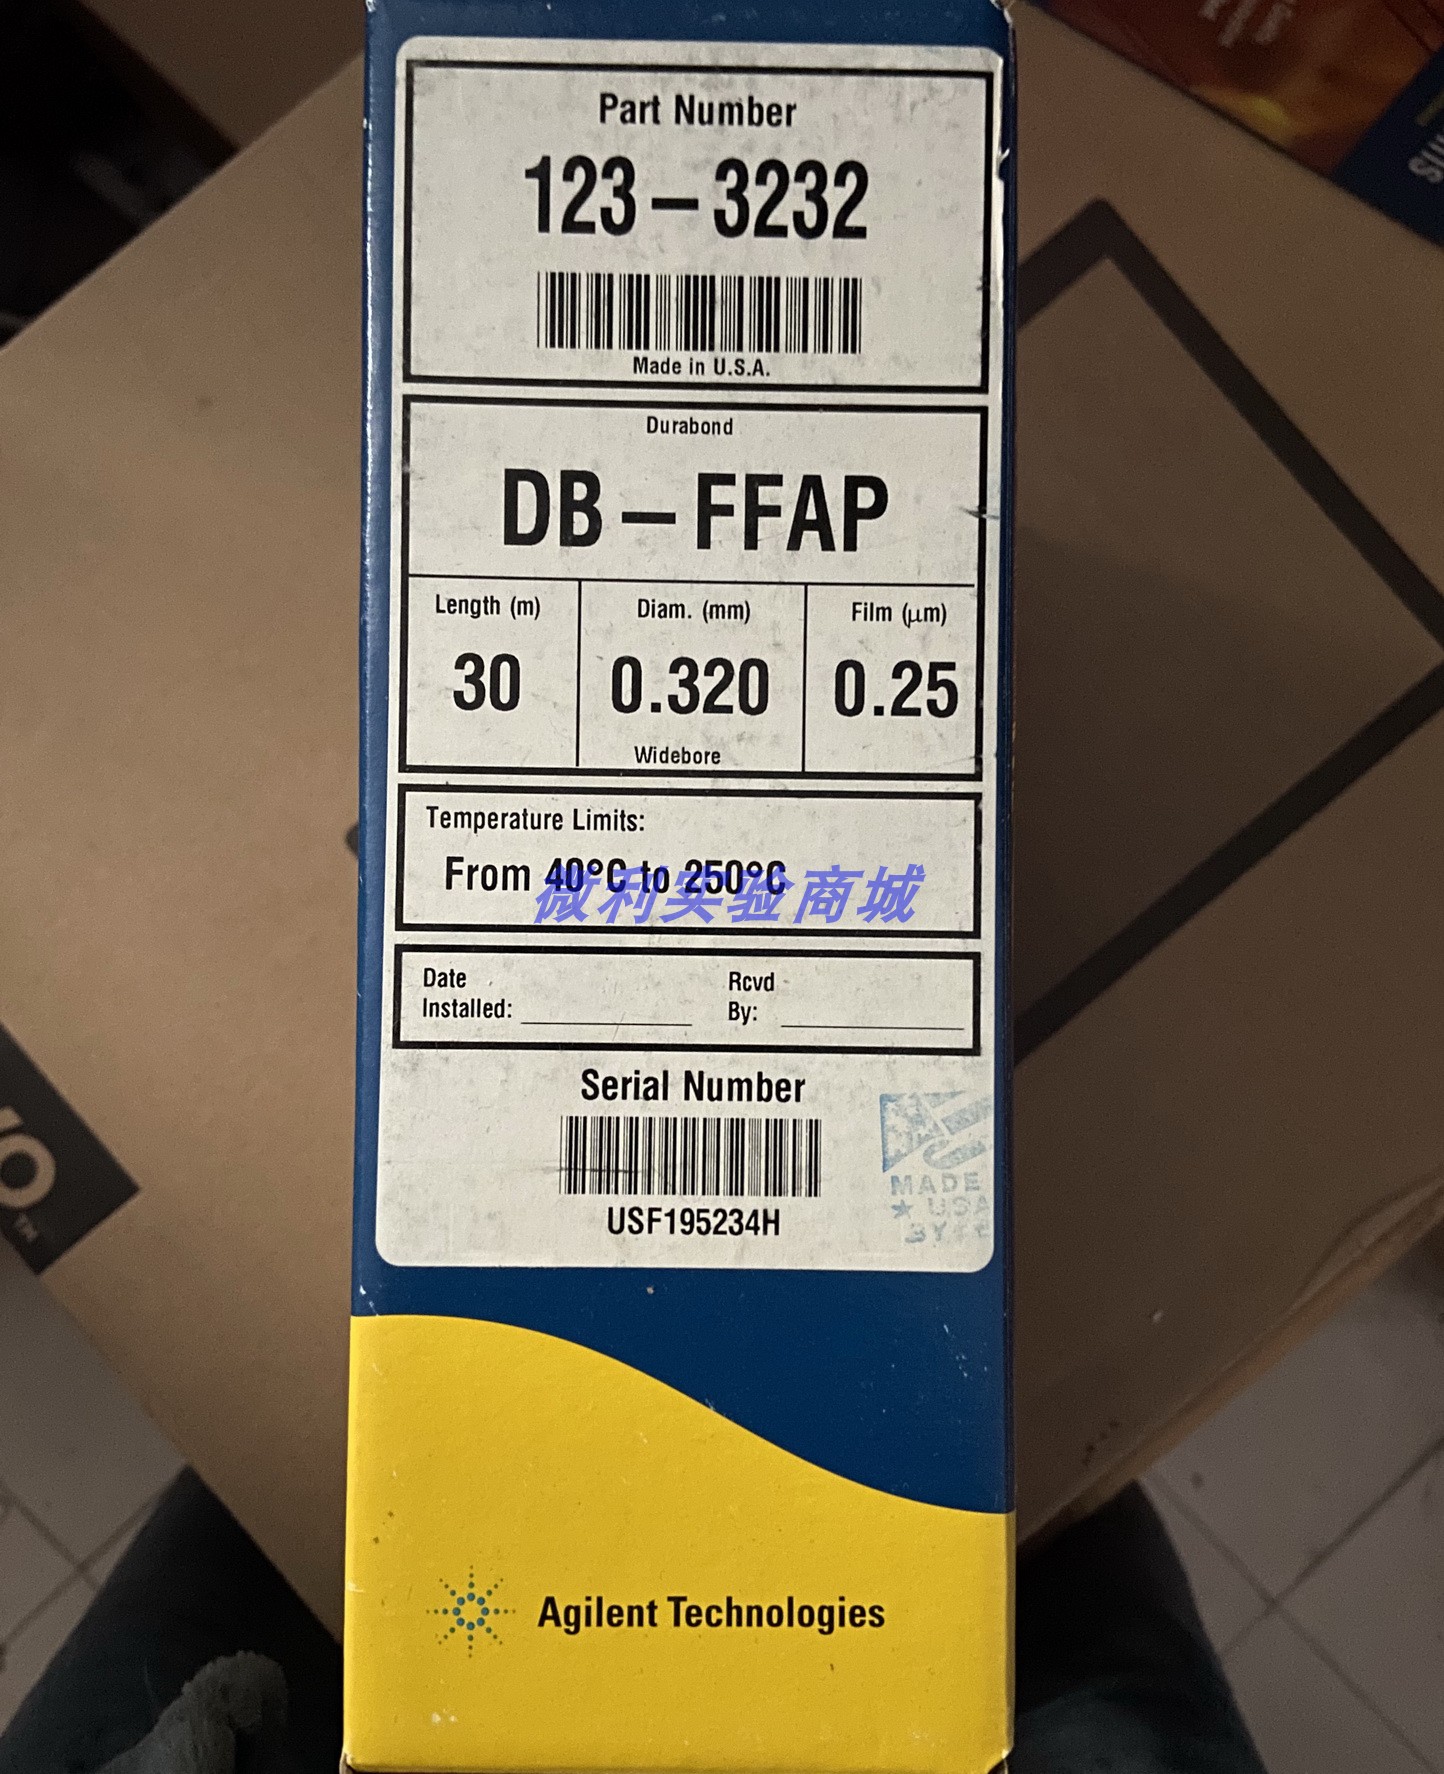 Part Number
123-3232
Made in U.S.A.
Durabond
DB-FFAP
Length (m) Diam. (mm) Film (μm)
30 0.320 0.25
Widebore
Temperature Limits:
From 40°C to 250°C
微利实验商城
Date Installed: Rcvd By:
Serial Number
USF195234H
MADE
USA
Agilent Technologies